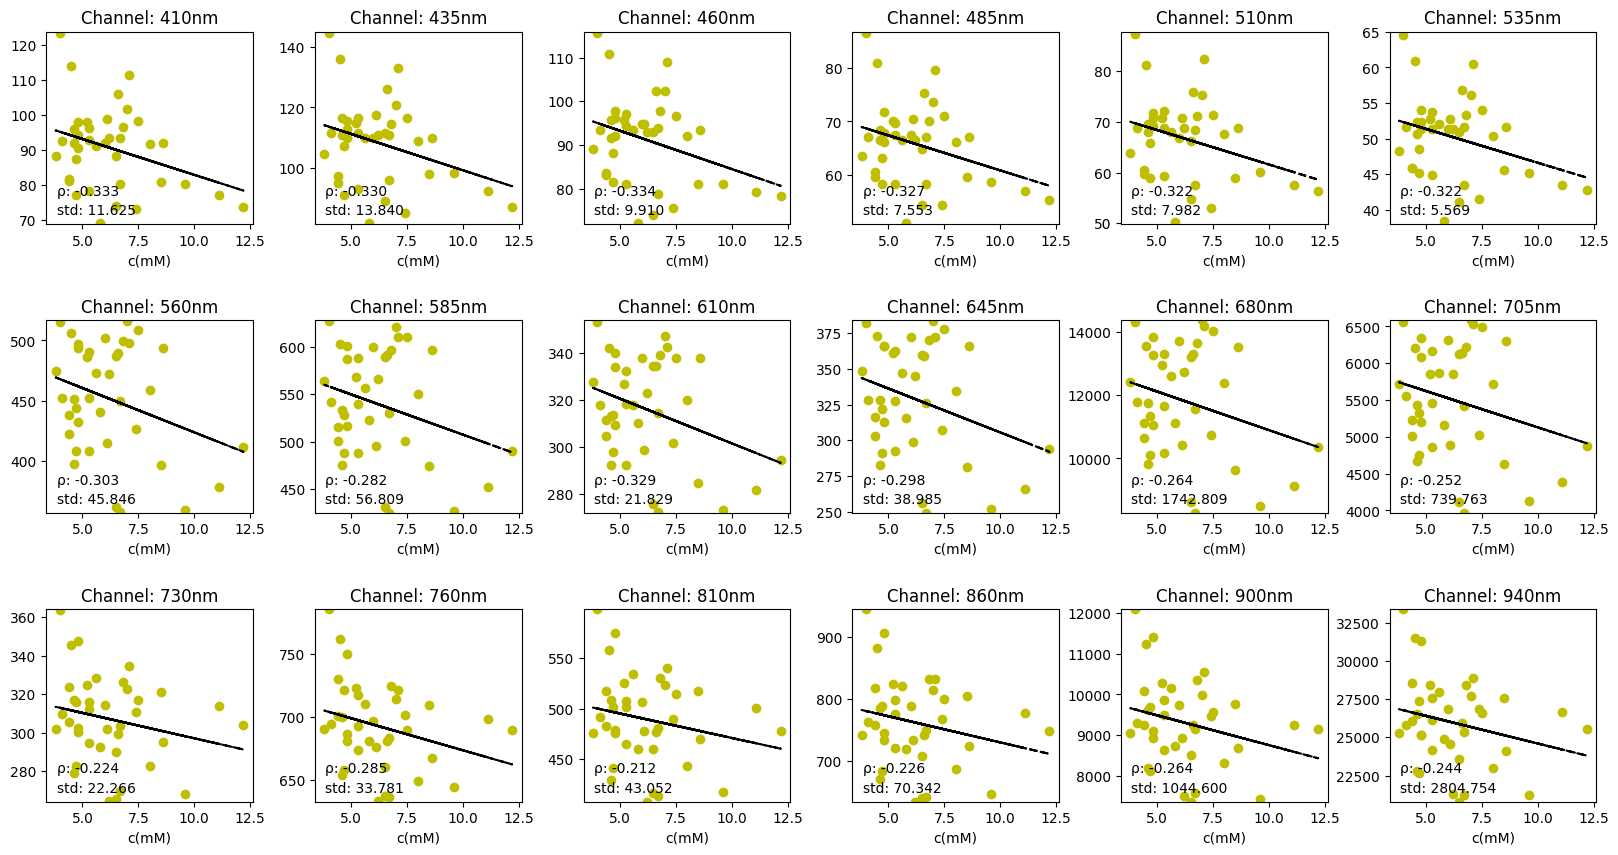 Channel: 410nm
120
110
100
90
80
70
ρ: -0.333
std: 11.625
5.0 7.5 10.0 12.5
c(mM)
Channel: 435nm
140
120
100
ρ: -0.330
std: 13.840
5.0 7.5 10.0 12.5
c(mM)
Channel: 460nm
110
100
90
80
ρ: -0.334
std: 9.910
5.0 7.5 10.0 12.5
c(mM)
Channel: 485nm
80
70
60
ρ: -0.327
std: 7.553
5.0 7.5 10.0 12.5
c(mM)
Channel: 510nm
80
70
60
50
ρ: -0.322
std: 7.982
5.0 7.5 10.0 12.5
c(mM)
Channel: 535nm
65
60
55
50
45
40
ρ: -0.322
std: 5.569
5.0 7.5 10.0 12.5
c(mM)
Channel: 560nm
500
450
400
ρ: -0.303
std: 45.846
5.0 7.5 10.0 12.5
c(mM)
Channel: 585nm
600
550
500
450
ρ: -0.282
std: 56.809
5.0 7.5 10.0 12.5
c(mM)
Channel: 610nm
340
320
300
280
ρ: -0.329
std: 21.829
5.0 7.5 10.0 12.5
c(mM)
Channel: 645nm
375
350
325
300
275
250
ρ: -0.298
std: 38.985
5.0 7.5 10.0 12.5
c(mM)
Channel: 680nm
14000
12000
10000
ρ: -0.264
std: 1742.809
5.0 7.5 10.0 12.5
c(mM)
Channel: 705nm
6500
6000
5500
5000
4500
4000
ρ: -0.252
std: 739.763
5.0 7.5 10.0 12.5
c(mM)
Channel: 730nm
360
340
320
300
280
ρ: -0.224
std: 22.266
5.0 7.5 10.0 12.5
c(mM)
Channel: 760nm
750
700
650
ρ: -0.285
std: 33.781
5.0 7.5 10.0 12.5
c(mM)
Channel: 810nm
550
500
450
ρ: -0.212
std: 43.052
5.0 7.5 10.0 12.5
c(mM)
Channel: 860nm
900
800
700
ρ: -0.226
std: 70.342
5.0 7.5 10.0 12.5
c(mM)
Channel: 900nm
12000
11000
10000
9000
8000
ρ: -0.264
std: 1044.600
5.0 7.5 10.0 12.5
c(mM)
Channel: 940nm
32500
30000
27500
25000
22500
ρ: -0.244
std: 2804.754
5.0 7.5 10.0 12.5
c(mM)